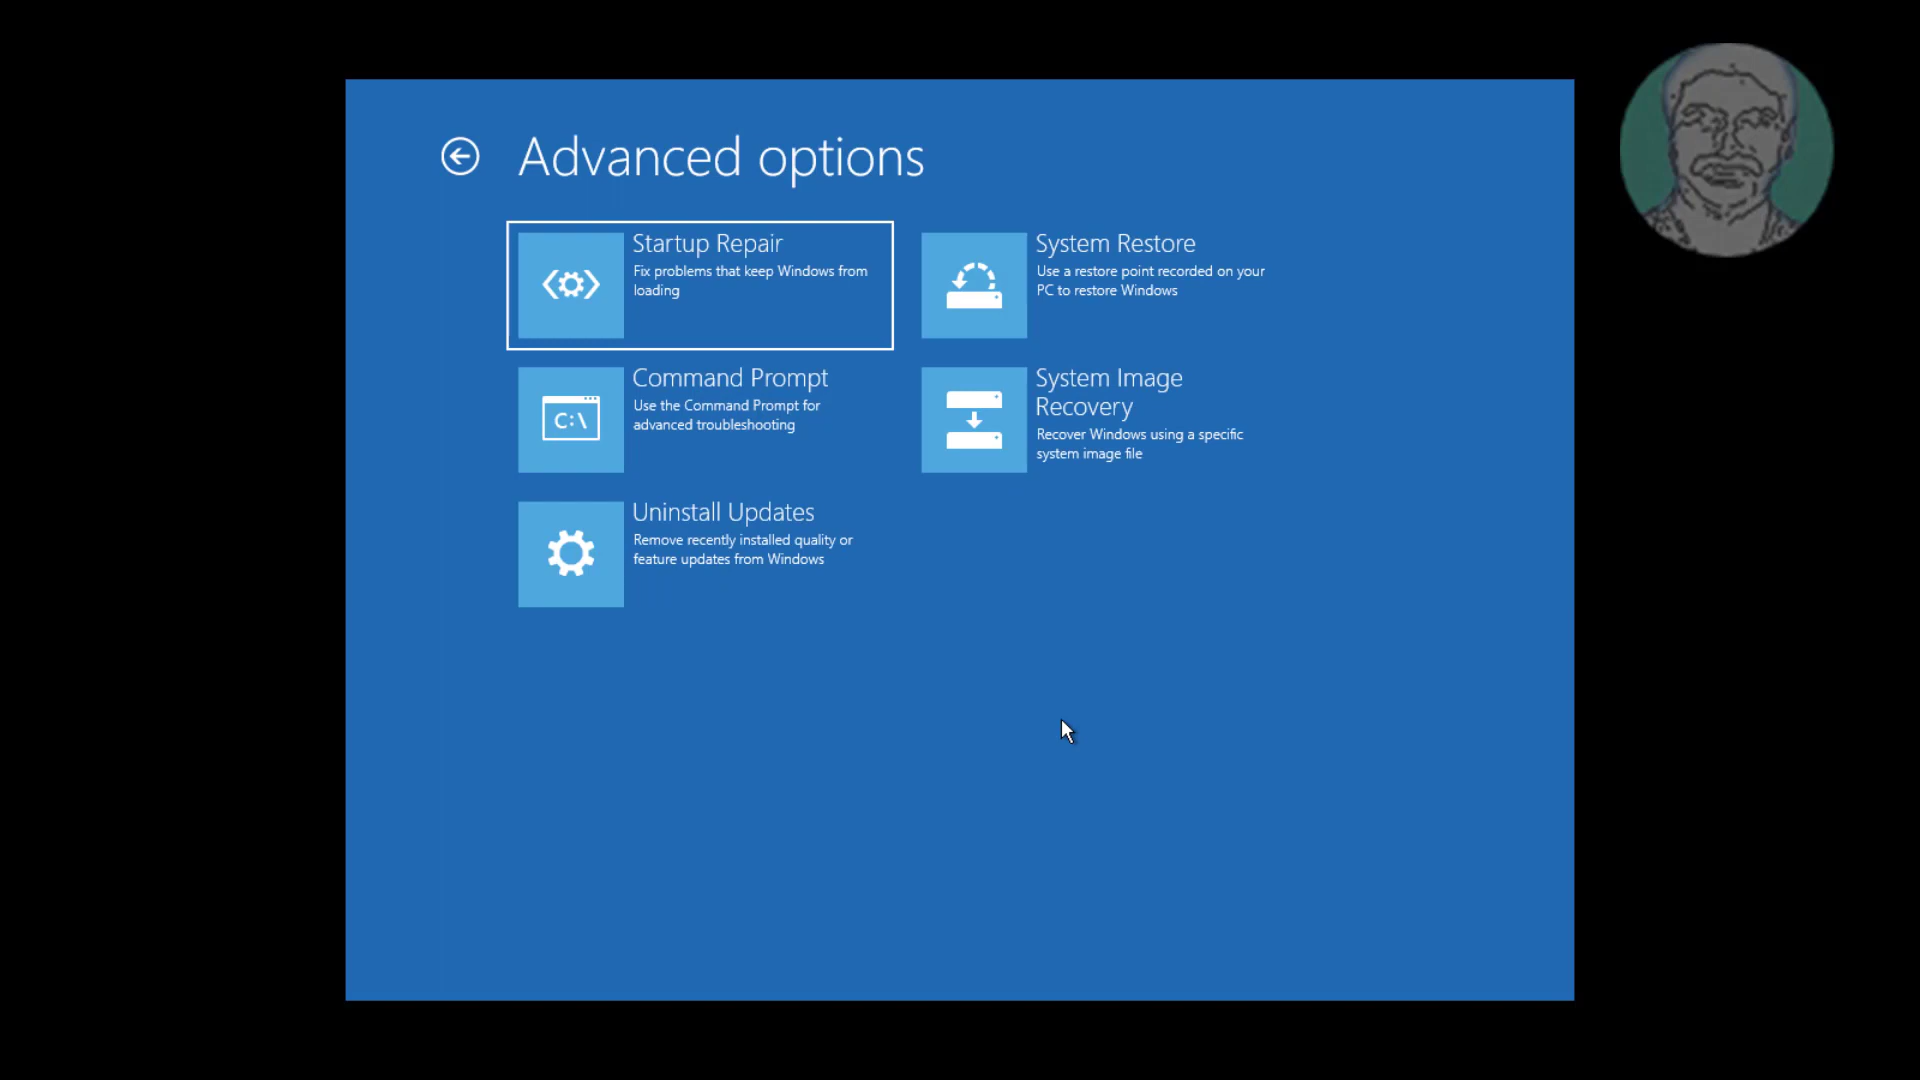 Advanced options
Startup Repair
Fix problems that keep Windows from
loading
System Restore
Use a restore point recorded on your
PC to restore Windows
Command Prompt
Use the Command Prompt for
advanced troubleshooting
C:\
System Image
Recovery
Recover Windows using a specific
system image file
Uninstall Updates
Remove recently installed quality or
feature updates from Windows